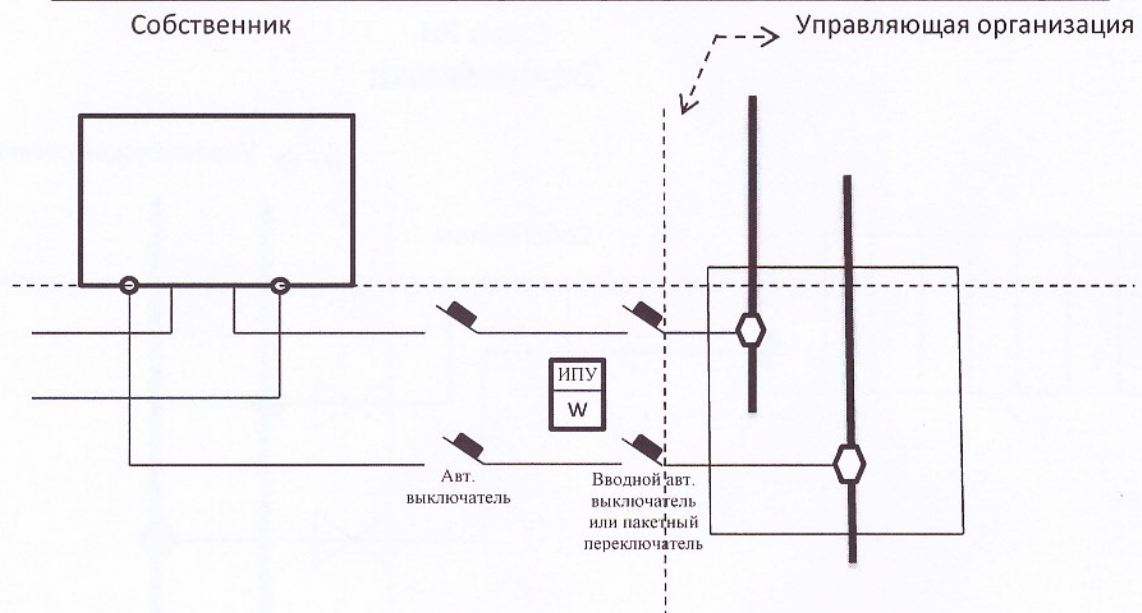 Собственник
Управляющая организация
ИПУ
W
Авт.
выключатель
Вводной авт.
выключатель
или пакетный
переключатель